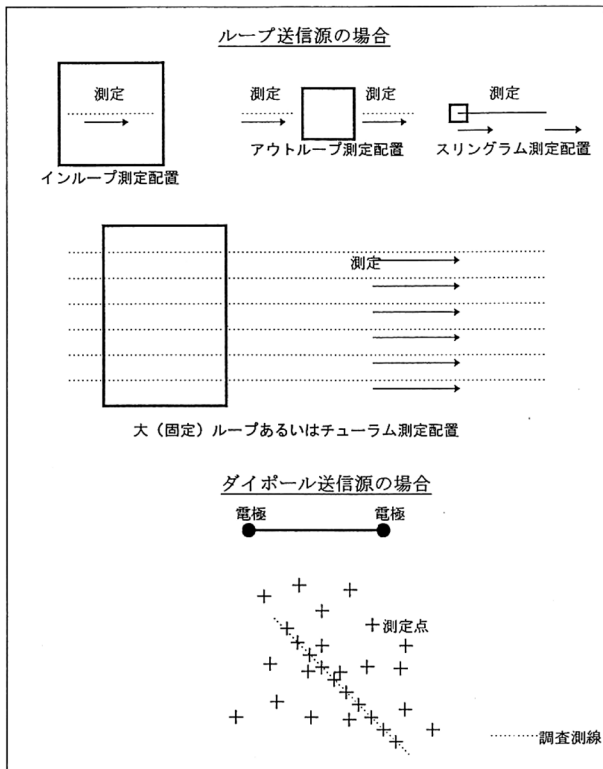 ループ送信源の場合
測定
測定
測定
測定
インループ測定配置
アウトループ測定配置
スリングラム測定配置
測定
大（固定）ループあるいはチューラム測定配置
ダイポール送信源の場合
電極
電極
測定点
調査測線